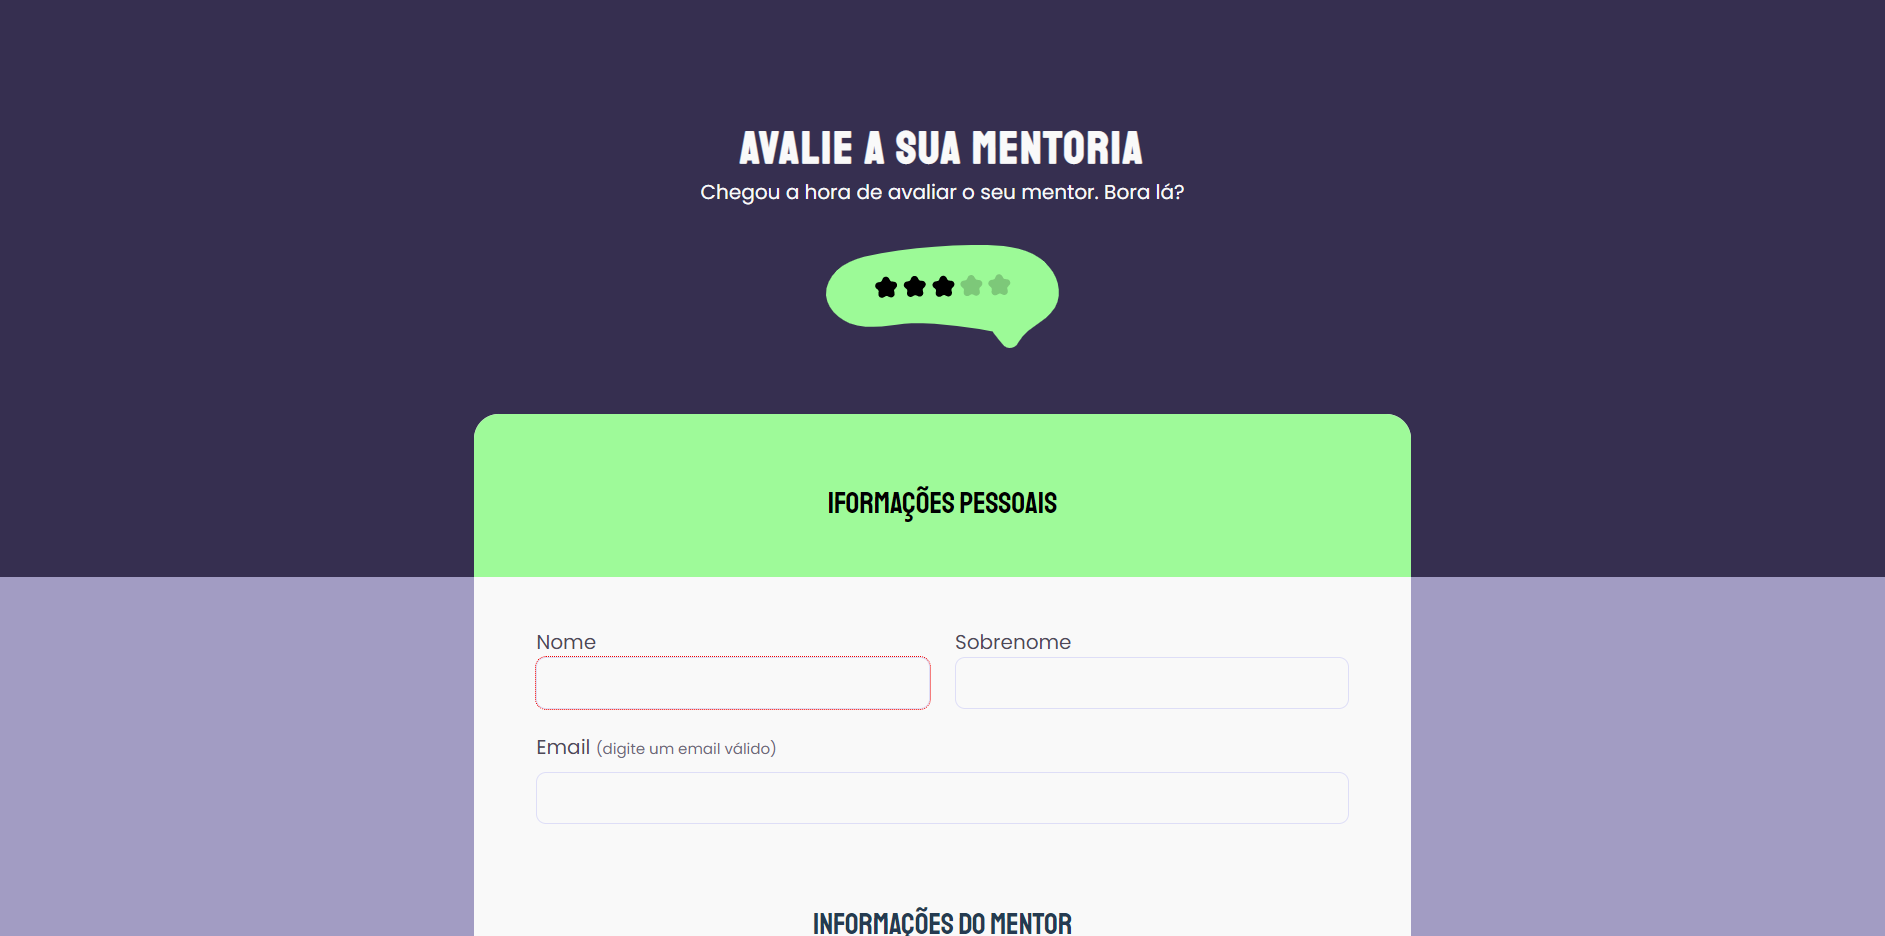 AVALIE A SUA MENTORIA
Chegou a hora de avaliar o seu mentor. Bora lá?
IFORMAÇÕES PESSOAIS
Nome
Sobrenome
Email (digite um email válido)
INFORMAÇÕES DO MENTOR